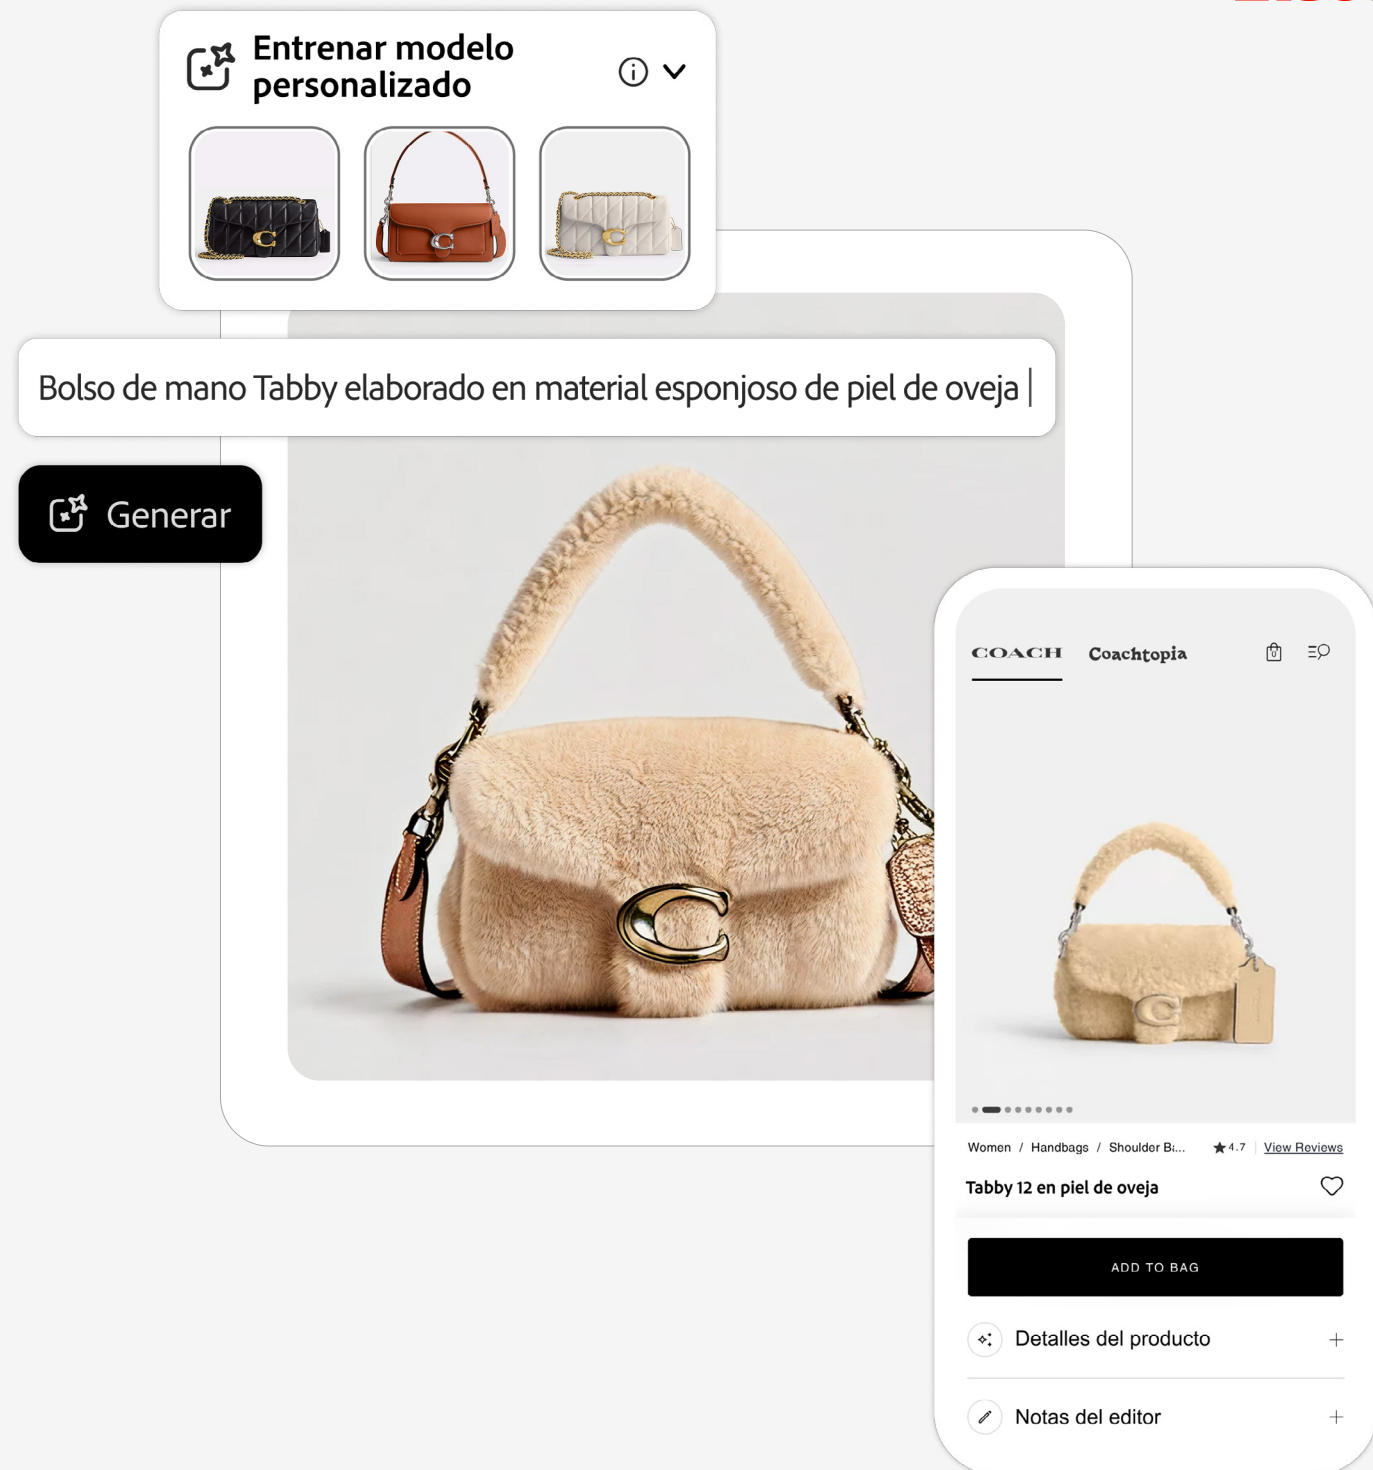 Entrenar modelo
personalizado
Bolso de mano Tabby elaborado en material esponjoso de piel de oveja
Generar
COACH Coachtopia
0
Women / Handbags / Shoulder Ba... ★4.7 | View Reviews
Tabby 12 en piel de oveja
ADD TO BAG
Detalles del producto
Notas del editor